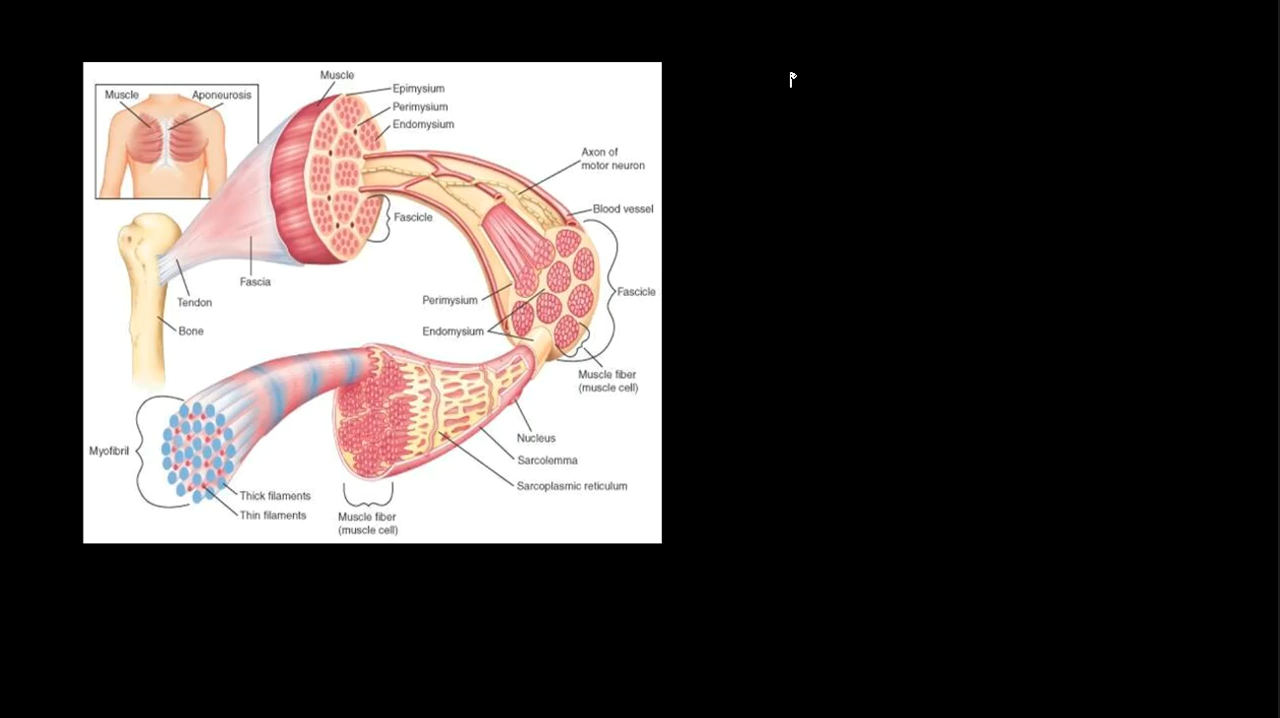 Muscle
Epimysium
Muscle
Aponeurosis
Perimysium
Endomysium
Axon of
motor neuron
Blood vessel
Fascicle
Fascia
Tendon
Bone
Perimysium
Fascicle
Endomysium
Muscle fiber
(muscle cell)
Nucleus
Myofibril
Sarcolemma
Sarcoplasmic reticulum
Thick filaments
Thin filaments
Muscle fiber
(muscle cell)